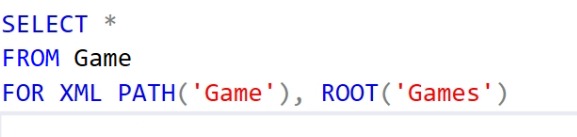 SELECT *
FROM Game
FOR XML PATH('Game'), ROOT('Games')